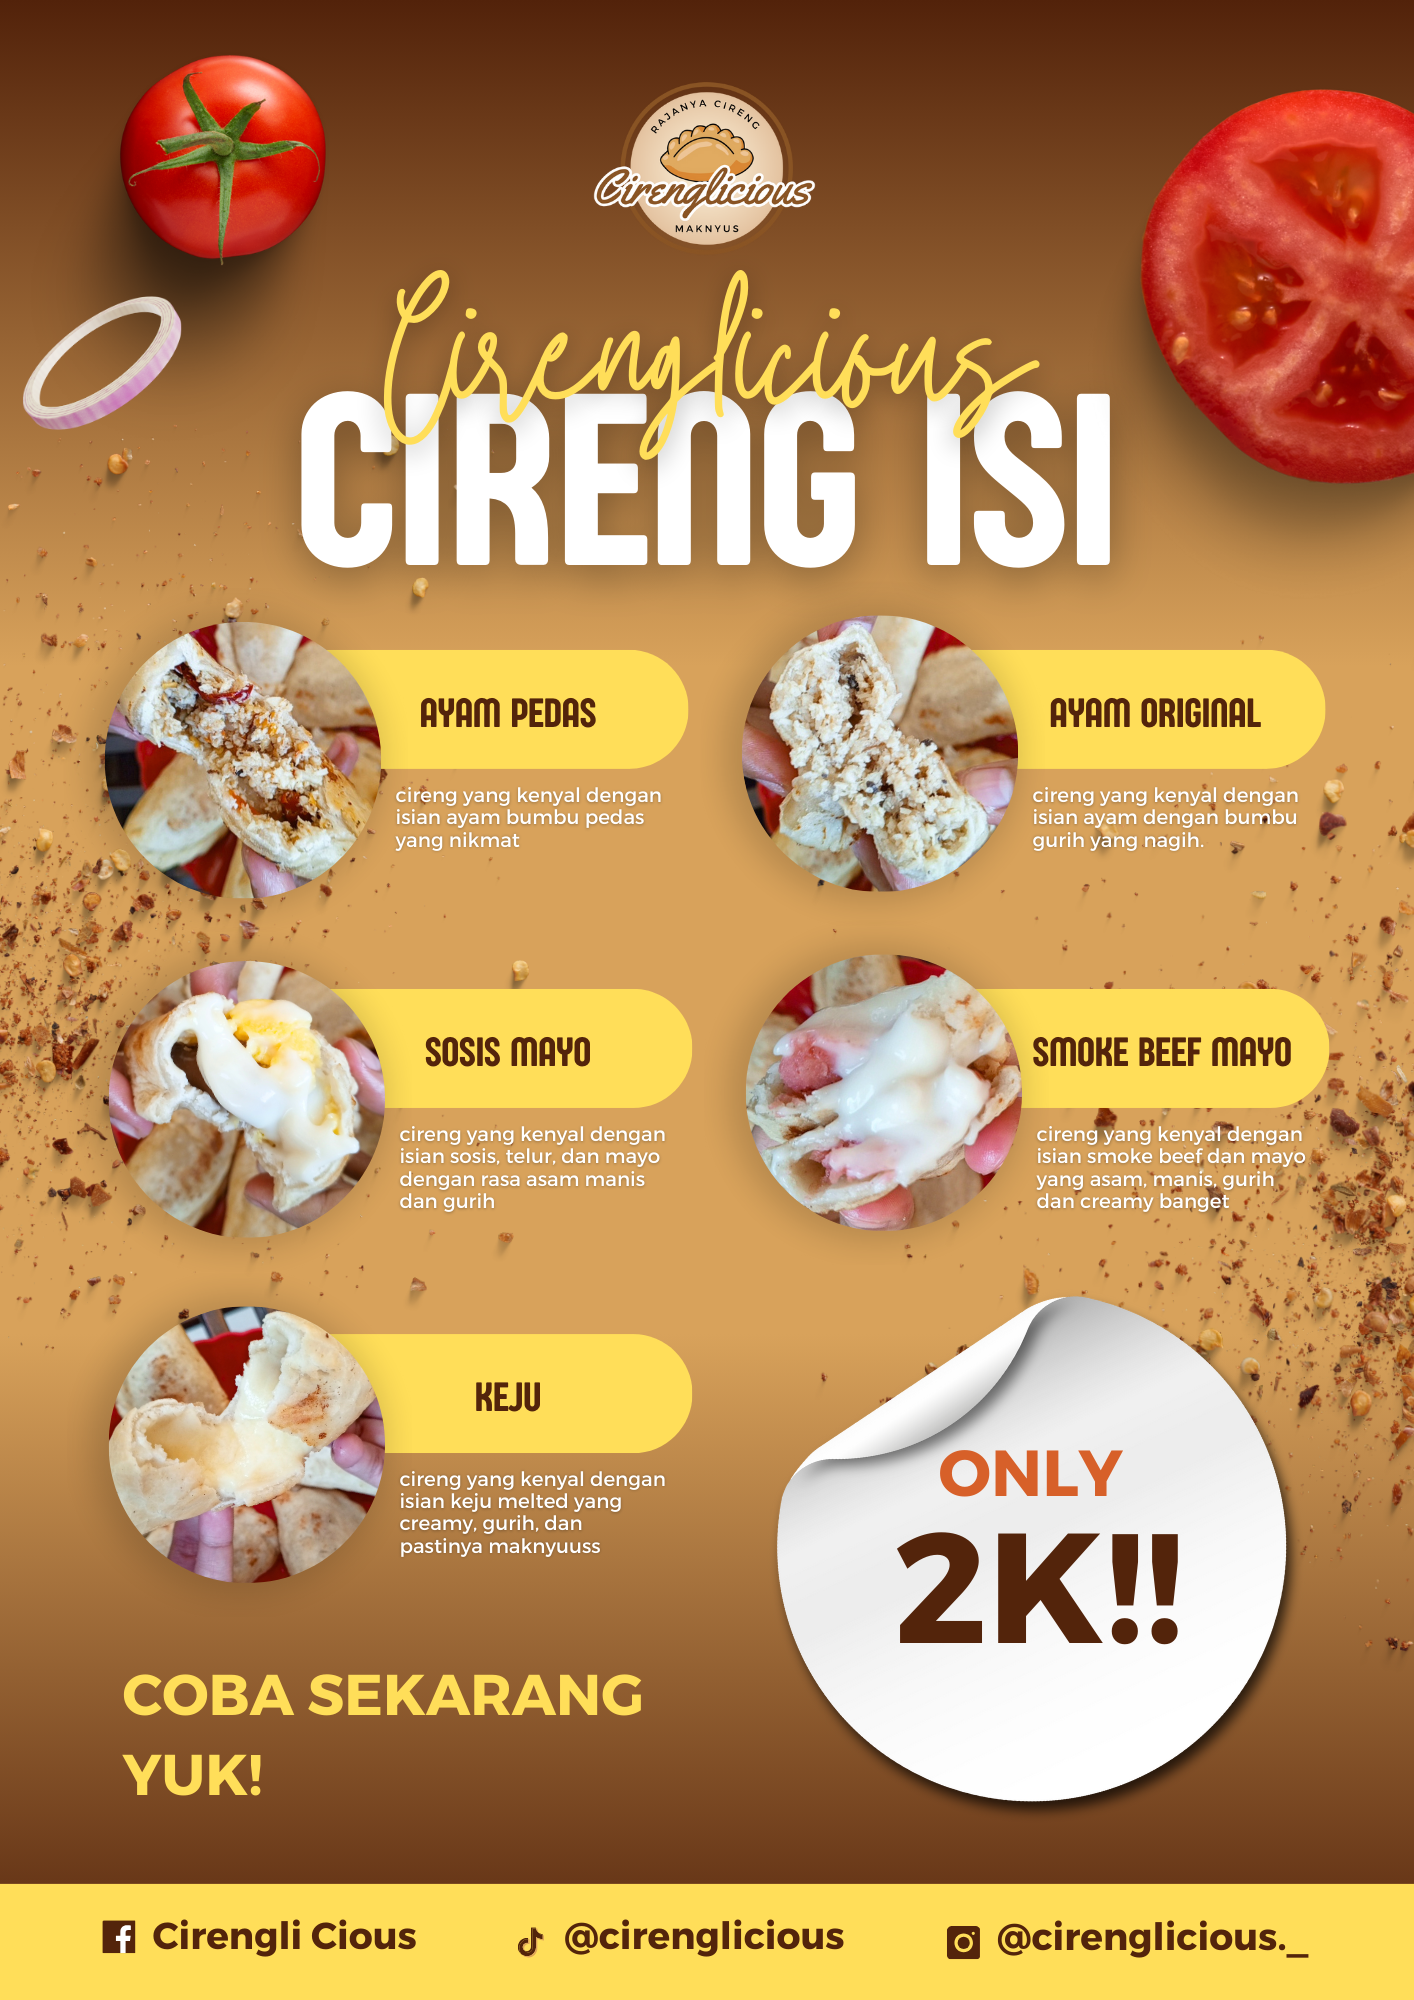 RAJANYA CIRENG
Cirenglicious
MAKNYUS
Cirenglicious
CIRENG ISI
AYAM PEDAS
cireng yang kenyal dengan
isian ayam bumbu pedas
yang nikmat
AYAM ORIGINAL
cireng yang kenyal dengan
isian ayam dengan bumbu
gurih yang nagih.
SOSIS MAYO
cireng yang kenyal dengan
isian sosis, telur, dan mayo
dengan rasa asam manis
dan gurih
SMOKE BEEF MAYO
cireng yang kenyal dengan
isian smoke beef dan mayo
yang asam, manis, gurih
dan creamy banget
KEJU
cireng yang kenyal dengan
isian keju melted yang
creamy, gurih, dan
pastinya maknyuuss
ONLY
2K!!
COBA SEKARANG
YUK!
Cirengli Cious
@cirenglicious
@cirenglicious._